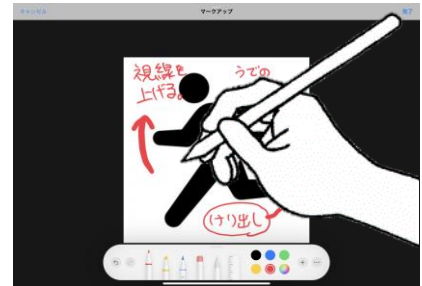 キャンセル
マークアップ
完了
視線を
上げる。
うでの
けり出し